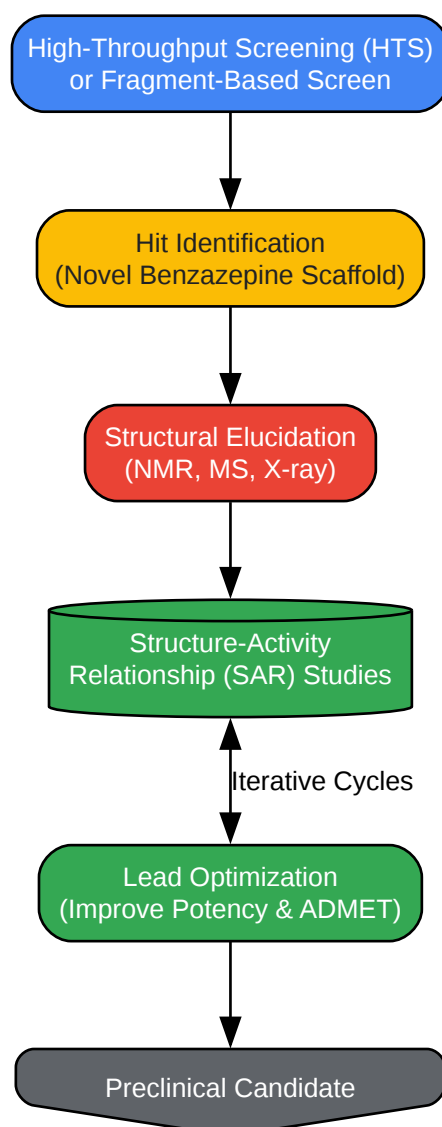 High-Throughput Screening (HTS)
or Fragment-Based Screen
Hit Identification
(Novel Benzazepine Scaffold)
Structural Elucidation
(NMR, MS, X-ray)
Structure-Activity
Relationship (SAR) Studies
Iterative Cycles
Lead Optimization
(Improve Potency & ADMET)
Preclinical Candidate